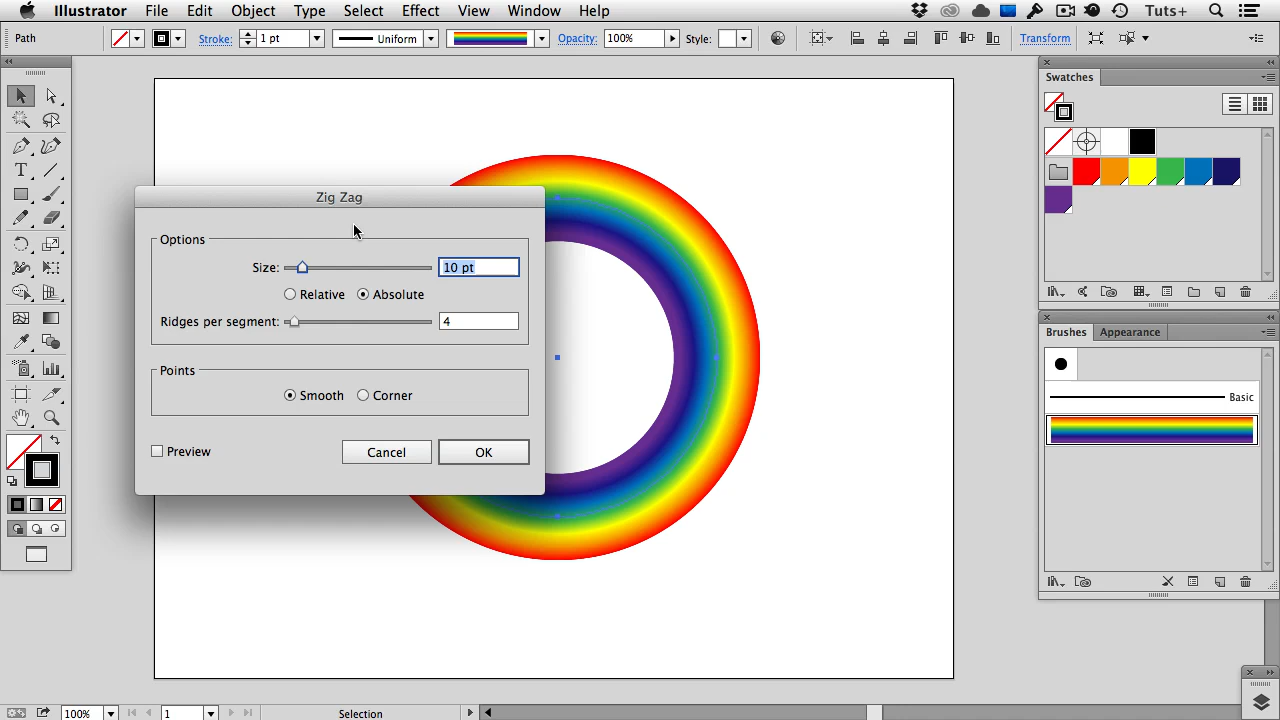 Illustrator File Edit Object Type Select Effect View Window Help Tuts+
Path Stroke: 1 pt Uniform Opacity: 100% Style: Transform
Swatches
Zig Zag
Options
Size: 10 pt
Relative Absolute
Ridges per segment: 4
Points
Smooth Corner
Preview Cancel OK
Brushes Appearance
Basic
T
100% 1 Selection